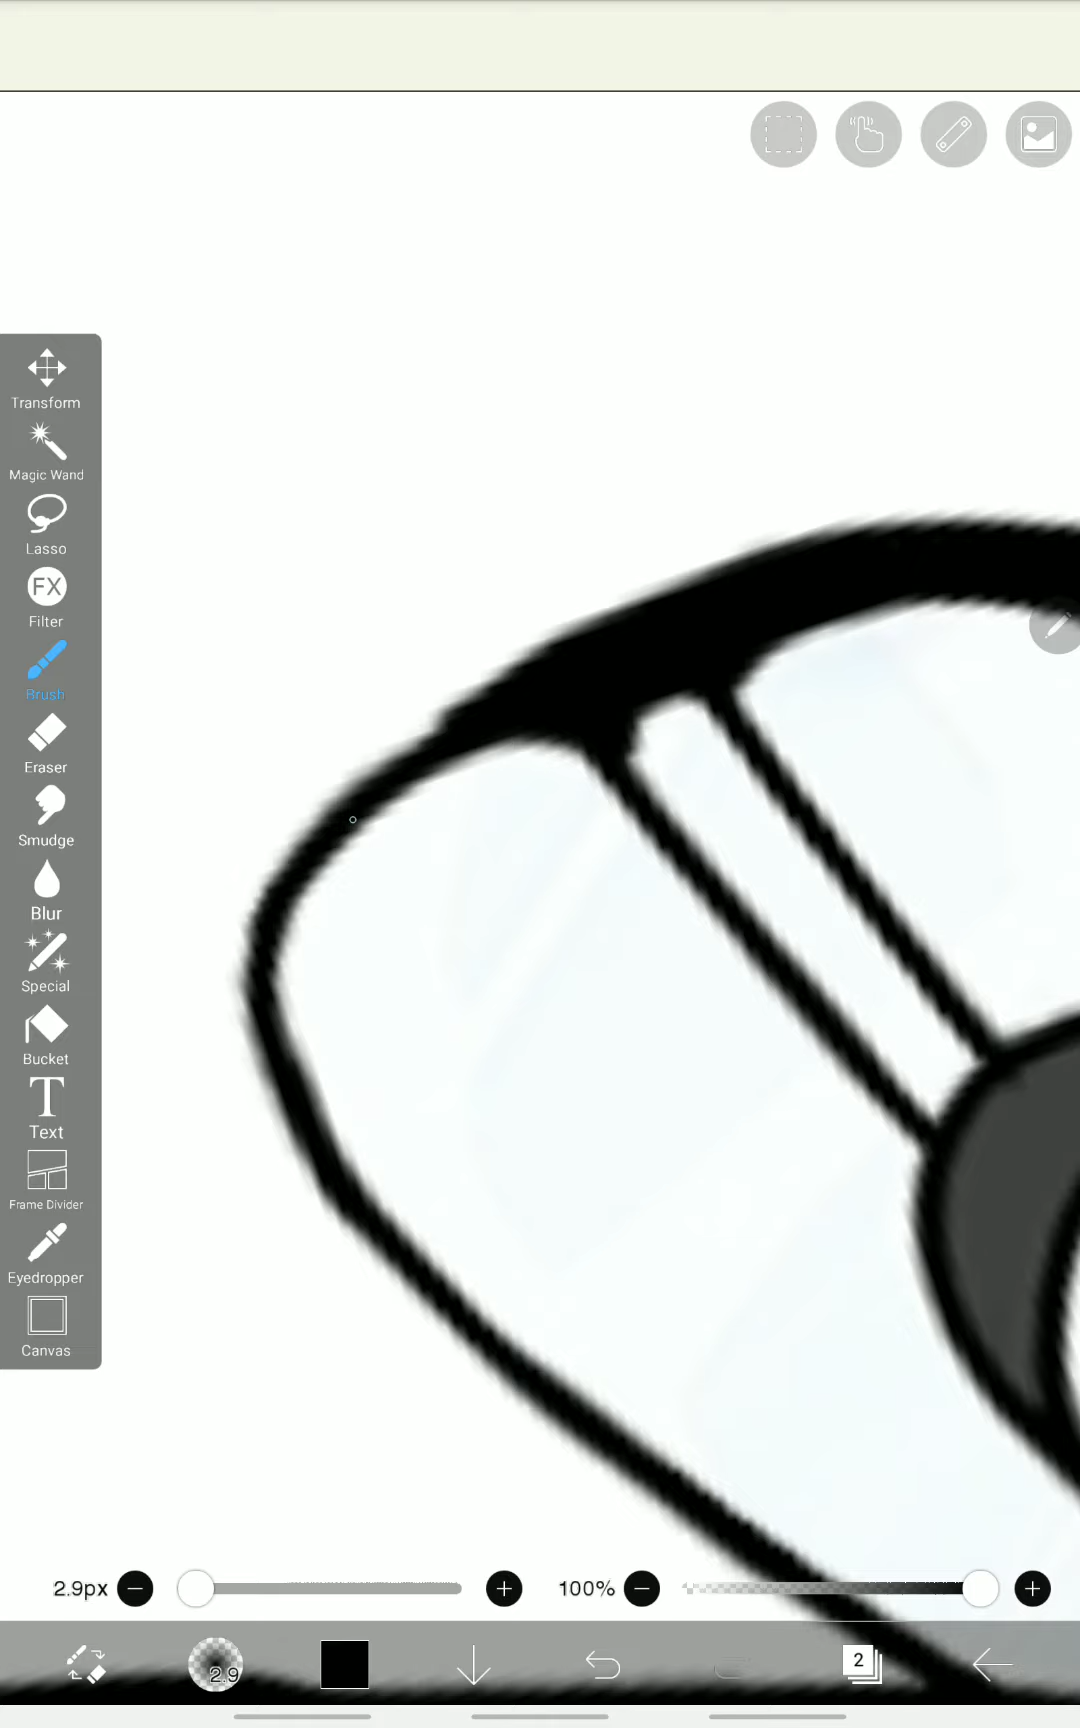 Transform
Magic Wand
Lasso
FX
Filter
Brush
Eraser
Smudge
Blur
Special
Bucket
T
Text
Frame Divider
Eyedropper
Canvas
2.9px
100%
2.9
2